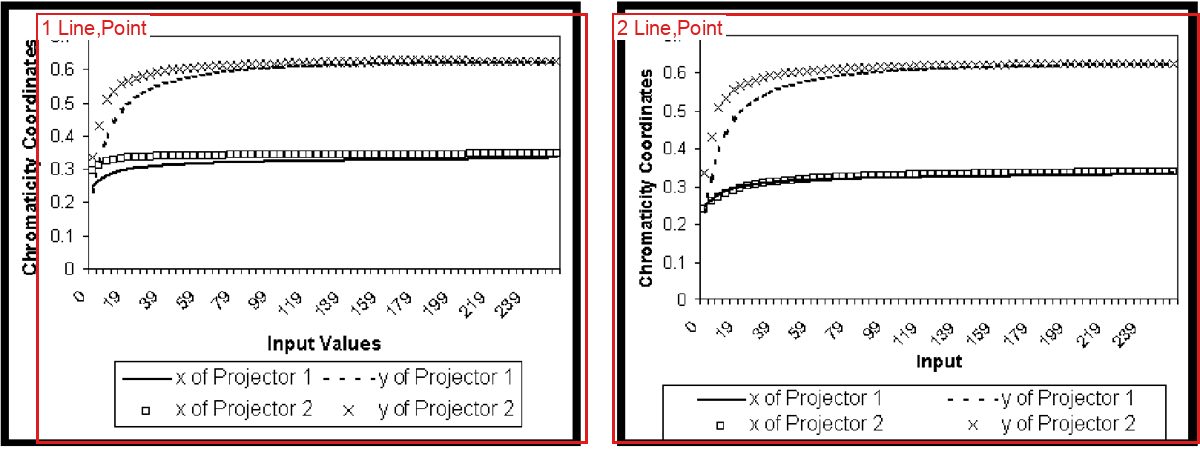 1 Line,Point
Chromaticity Coordinates
0.6
0.5
0.4
0.3
0.2
0.1
0
0 19 39 59 79 99 119 139 159 179 199 219 239
Input Values
x of Projector 1 y of Projector 1
x of Projector 2 y of Projector 2
2 Line,Point
Chromaticity Coordinates
0.6
0.5
0.4
0.3
0.2
0.1
0
0 19 39 59 79 99 119 139 159 179 199 219 239
Input
x of Projector 1 y of Projector 1
x of Projector 2 y of Projector 2